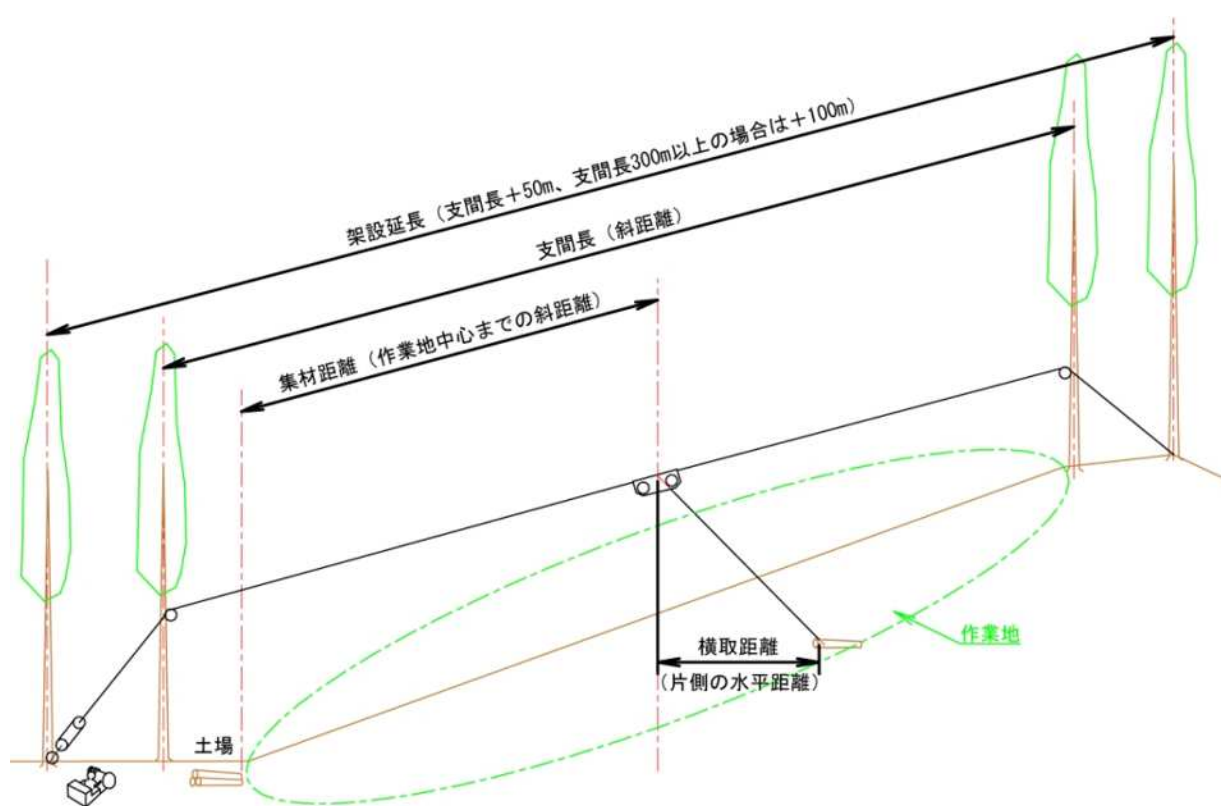 架設延長（支間長＋50m、支間長300m以上の場合は＋100m）
支間長（斜距離）
集材距離（作業地中心までの斜距離）
作業地
横取距離
（片側の水平距離）
土場